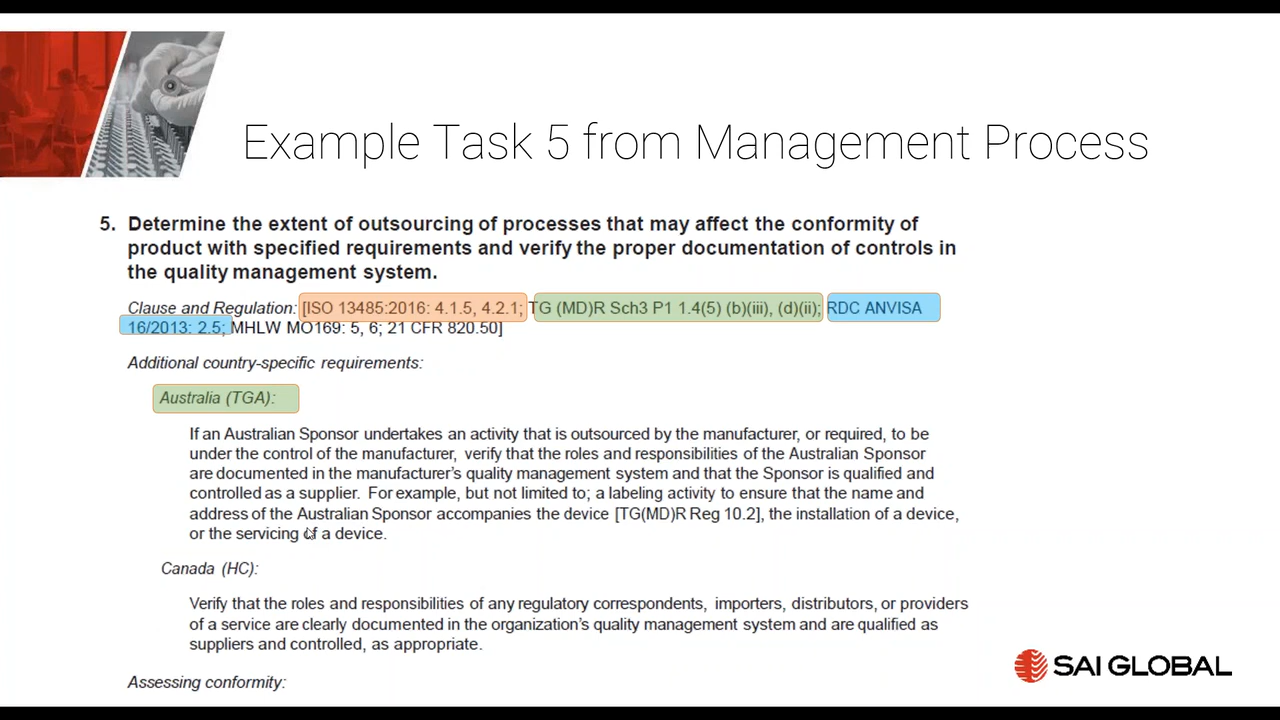 Example Task 5 from Management Process
5. Determine the extent of outsourcing of processes that may affect the conformity of
product with specified requirements and verify the proper documentation of controls in
the quality management system.
Clause and Regulation: [ISO 13485:2016: 4.1.5, 4.2.1; TG (MD)R Sch3 P1 1.4(5) (b)(iii), (d)(ii); RDC ANVISA
16/2013: 2.5; MHLW MO169: 5, 6; 21 CFR 820.50]
Additional country-specific requirements:
Australia (TGA):
If an Australian Sponsor undertakes an activity that is outsourced by the manufacturer, or required, to be
under the control of the manufacturer, verify that the roles and responsibilities of the Australian Sponsor
are documented in the manufacturer's quality management system and that the Sponsor is qualified and
controlled as a supplier. For example, but not limited to; a labeling activity to ensure that the name and
address of the Australian Sponsor accompanies the device [TG(MD)R Reg 10.2], the installation of a device,
or the servicing of a device.
Canada (HC):
Verify that the roles and responsibilities of any regulatory correspondents, importers, distributors, or providers
of a service are clearly documented in the organization's quality management system and are qualified as
suppliers and controlled, as appropriate.
SAI GLOBAL
Assessing conformity: